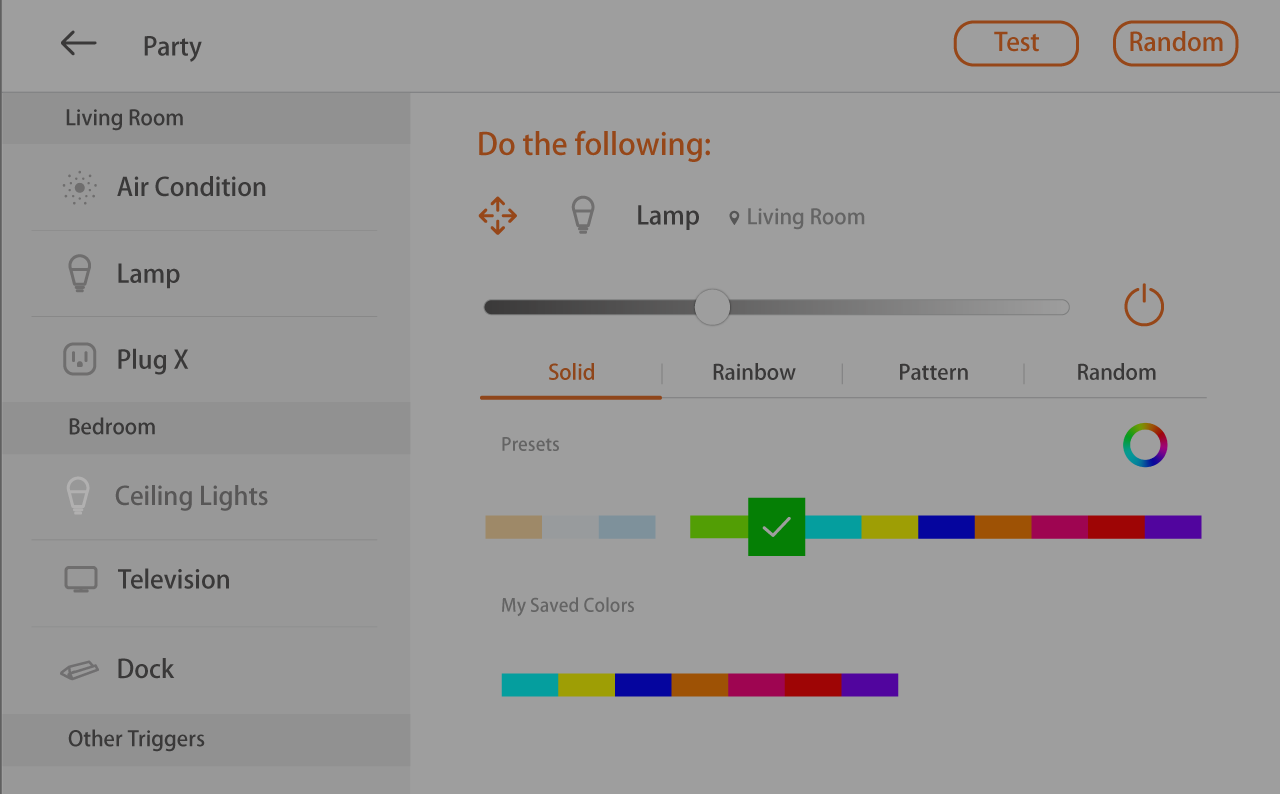 Party
Test
Random
Living Room
Air Condition
Lamp
Plug X
Bedroom
Ceiling Lights
Television
Dock
Other Triggers
Do the following:
Lamp Living Room
Solid Rainbow Pattern Random
Presets
My Saved Colors